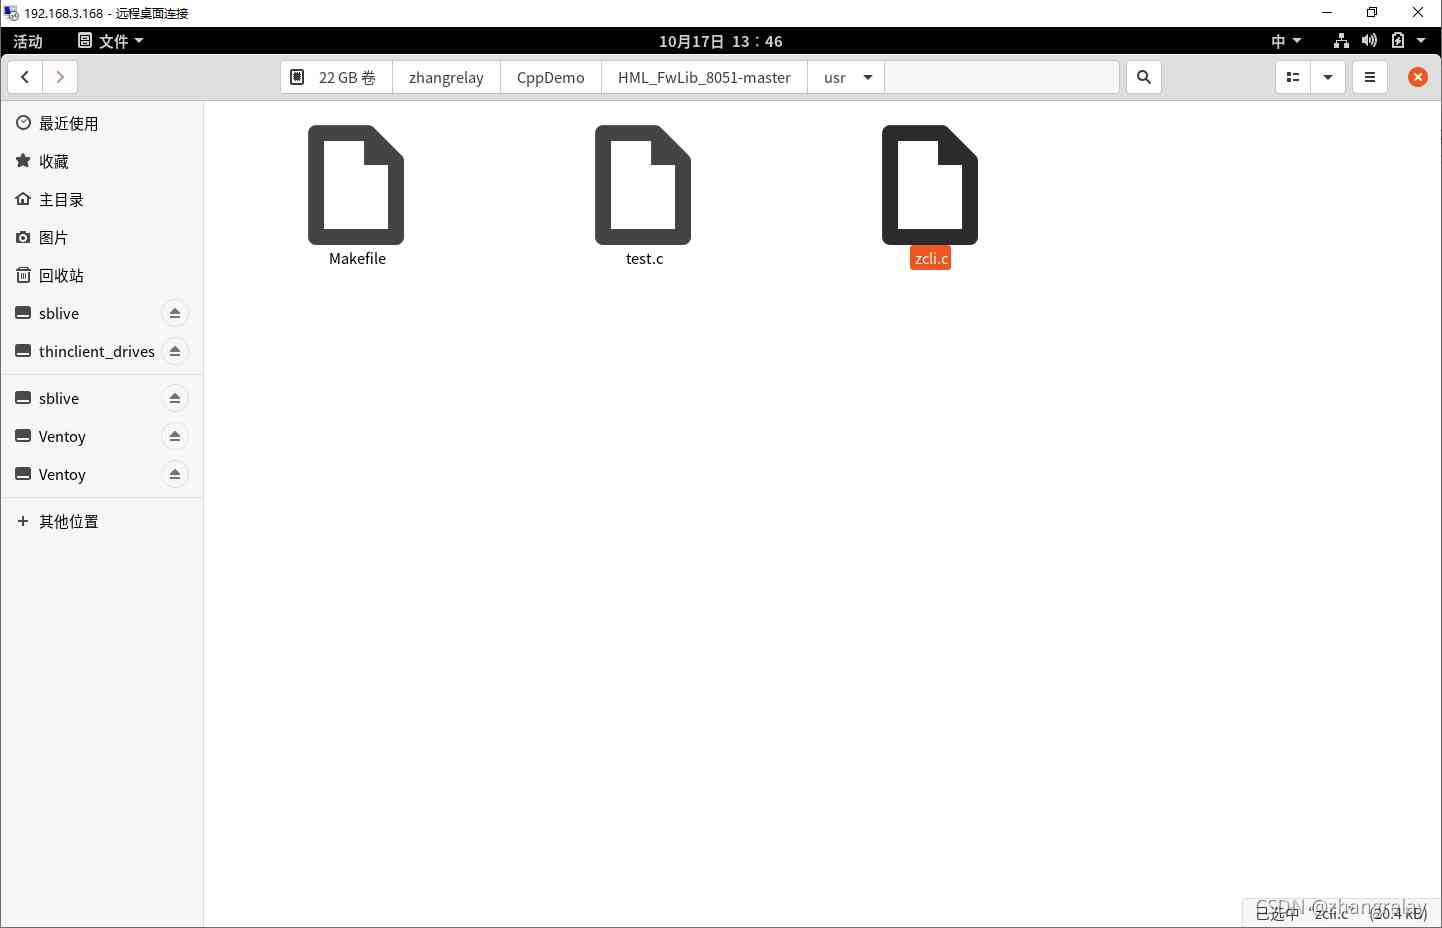 192.168.3.168 - 远程桌面连接
活动 文件 10月17日 13：46 中
22 GB 卷 zhangrelay CppDemo HML_FwLib_8051-master usr
最近使用
收藏
主目录
图片
回收站
sblive
thinclient_drives
sblive
Ventoy
Ventoy
其他位置
Makefile test.c zcli.c
CSDN @zhangrelay
已选中 “zcli.c” (20.4 kB)